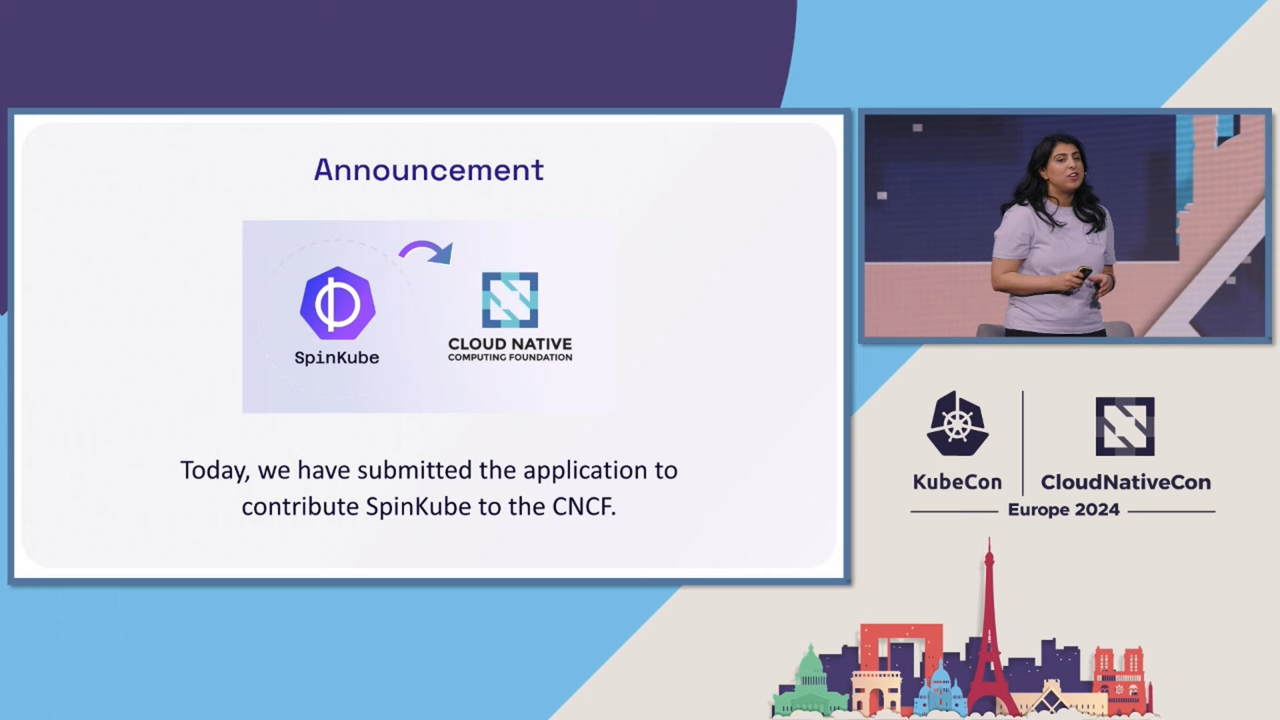 Announcement
SpinKube
CLOUD NATIVE
COMPUTING FOUNDATION
Today, we have submitted the application to
contribute SpinKube to the CNCF.
KubeCon
CloudNativeCon
Europe 2024